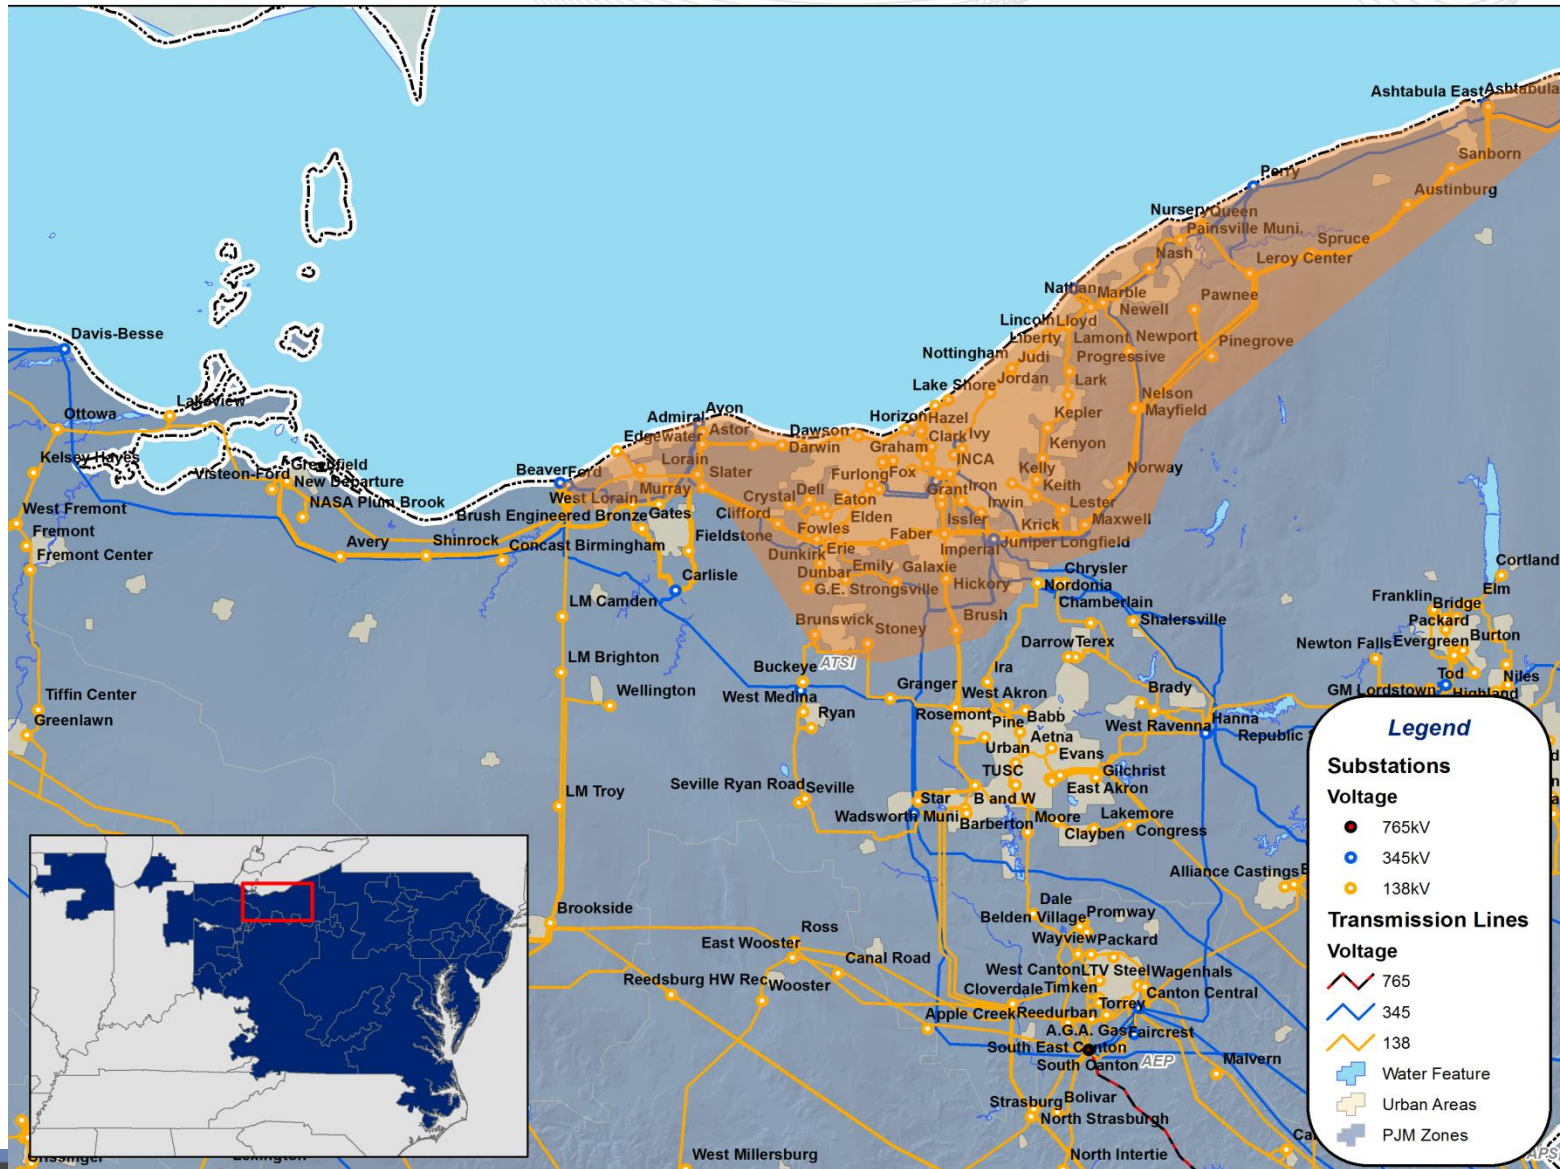 Ashtabula East
Ashtabula
Sanborn
Perry
Austinburg
Nursery
Queen
Painsville Muni.
Spruce
Nash
Leroy Center
Nathan
Marble
Pawnee
Newell
Lincoln
Lloyd
Davis-Besse
Liberty
Lamont
Newport
Pinegrove
Nottingham
Judi
Progressive
Jordan
Lark
Lake Shore
Lakeview
Nelson
Mayfield
Ottowa
Admiral
Avon
Horizon
Hazel
Kepler
Edgewater
Astor
Dawson
Clark
Ivy
Darwin
Graham
Kenyon
Kelsey Hayes
Greenfield
Lorain
INCA
Visteon-Ford
New Departure
Beaver
Ford
Slater
Furlong
Fox
Kelly
Norway
NASA Plum Brook
West Lorain
Murray
Crystal
Dell
Eaton
Grant
Iron
Keith
West Fremont
Brush Engineered Bronze
Gates
Clifford
Elden
Irwin
Lester
Fremont
Fowles
Issler
Krick
Maxwell
Avery
Shinrock
Concast Birmingham
Fieldstone
Faber
Imperial
Juniper
Longfield
Fremont Center
Dunkirk
Erie
Emily
Galaxie
Carlisle
Dunbar
Hickory
Chrysler
Nordonia
Cortland
G.E. Strongsville
Elm
LM Camden
Chamberlain
Franklin
Bridge
Brunswick
Brush
Shalersville
Packard
Stoney
Darrow
Terex
Newton Falls
Evergreen
Burton
LM Brighton
Buckeye
ATSI
Ira
Tod
Niles
Tiffin Center
Wellington
West Medina
Granger
West Akron
Brady
GM Lordstown
Highland
Greenlawn
Ryan
Rosemont
Pine
Babb
West Ravenna
Hanna
Republic
Aetna
Urban
Evans
TUSC
Gilchrist
Seville Ryan Road
Seville
East Akron
LM Troy
Star
B and W
Wadsworth Muni
Barberton
Moore
Lakemore
Clayben
Congress
Alliance Castings
Brookside
Dale
Belden Village
Promway
Ross
East Wooster
Wayview
Packard
Canal Road
West Canton
LTV Steel
Wagenhals
Reedsburg HW Rec
Wooster
Cloverdale
Timken
Canton Central
Torrey
Apple Creek
Reedurban
A.G.A. Gas
Faircrest
South East Canton
South Canton
AEP
Malvern
Strasburg
Bolivar
North Strasburgh
West Millersburg
North Intertie
Legend
Substations
Voltage
765kV
345kV
138kV
Transmission Lines
Voltage
765
345
138
Water Feature
Urban Areas
PJM Zones